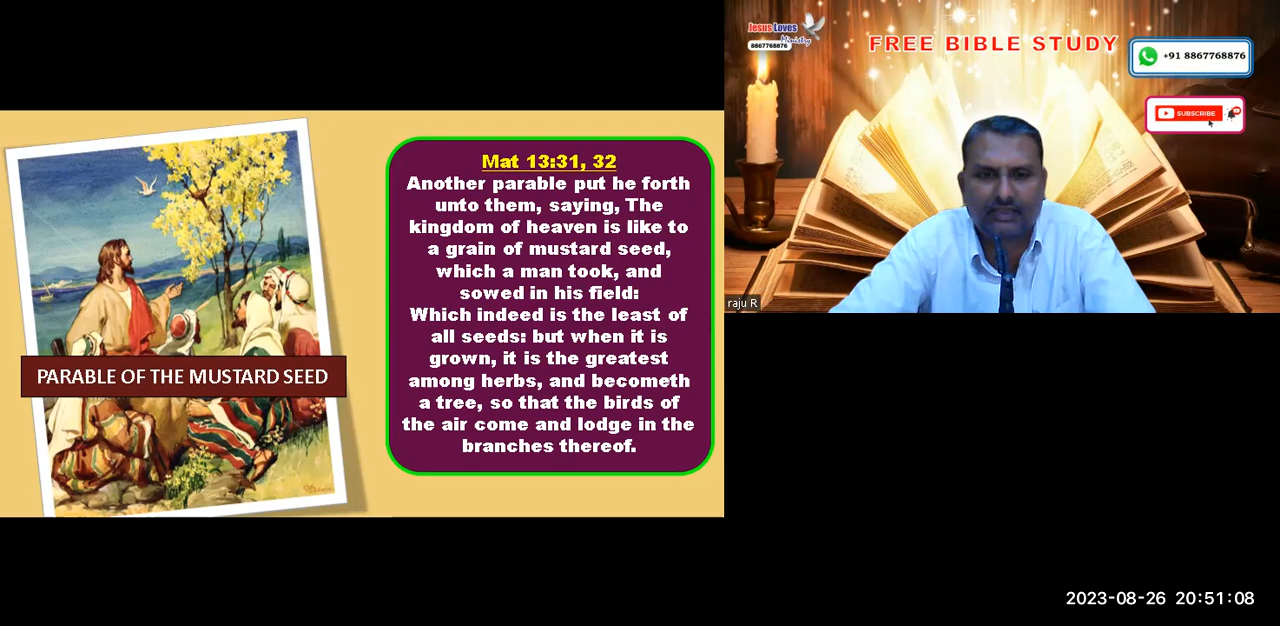 PARABLE OF THE MUSTARD SEED
Mat 13:31, 32
Another parable put he forth
unto them, saying, The
kingdom of heaven is like to
a grain of mustard seed,
which a man took, and
sowed in his field:
Which indeed is the least of
all seeds: but when it is
grown, it is the greatest
among herbs, and becometh
a tree, so that the birds of
the air come and lodge in the
branches thereof.
Jesus Loves
Ministry
8867768876
FREE BIBLE STUDY
+91 8867768876
SUBSCRIBE
raju R
2023-08-26 20:51:08